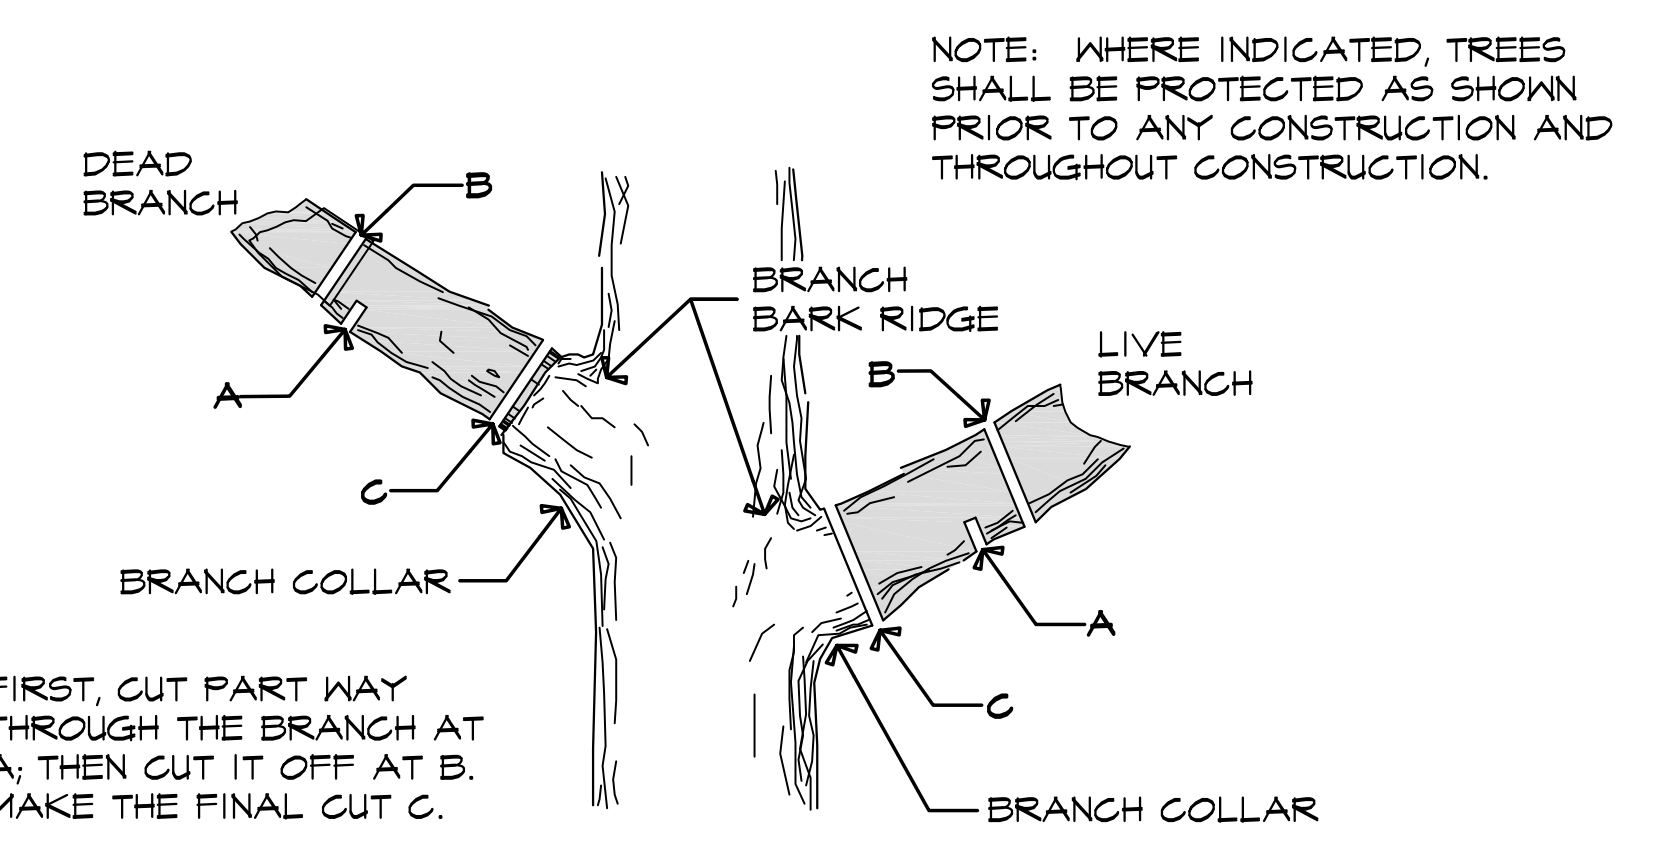 NOTE: WHERE INDICATED, TREES
SHALL BE PROTECTED AS SHOWN
PRIOR TO ANY CONSTRUCTION AND
THROUGHOUT CONSTRUCTION.
DEAD
BRANCH
B
BRANCH
BARK RIDGE
LIVE
BRANCH
B
A
C
BRANCH COLLAR
A
C
FIRST, CUT PART WAY
THROUGH THE BRANCH AT
A; THEN CUT IT OFF AT B.
MAKE THE FINAL CUT C.
BRANCH COLLAR